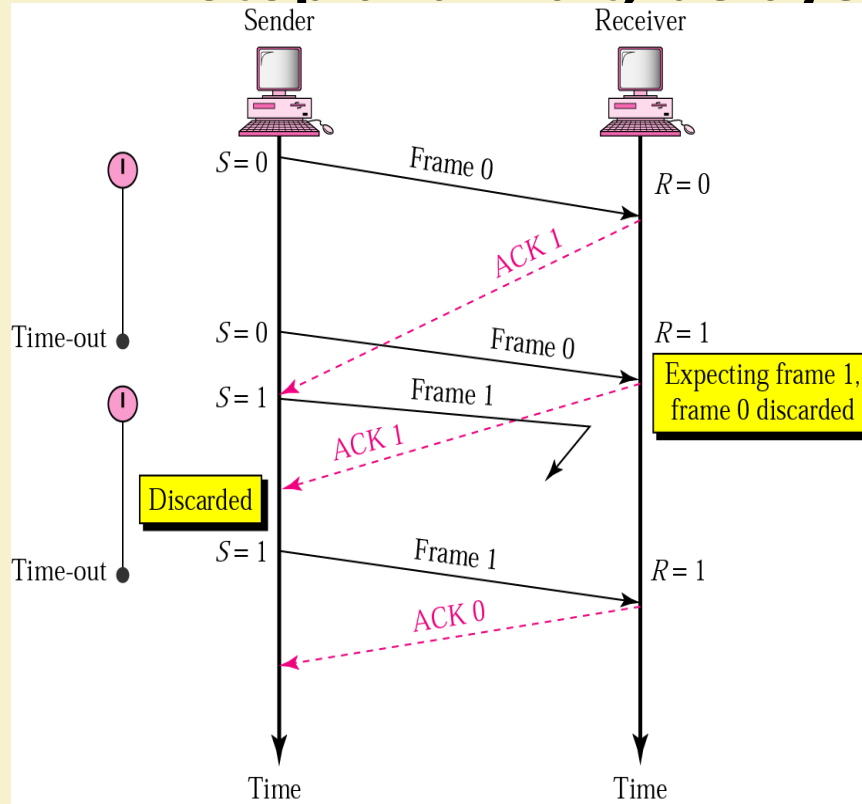 Sender Receiver
S = 0 Frame 0
R = 0
ACK 1
Time-out S = 0 Frame 0 R = 1
Expecting frame 1,
frame 0 discarded
S = 1 Frame 1
ACK 1
Discarded
Time-out S = 1 Frame 1 R = 1
ACK 0
Time Time